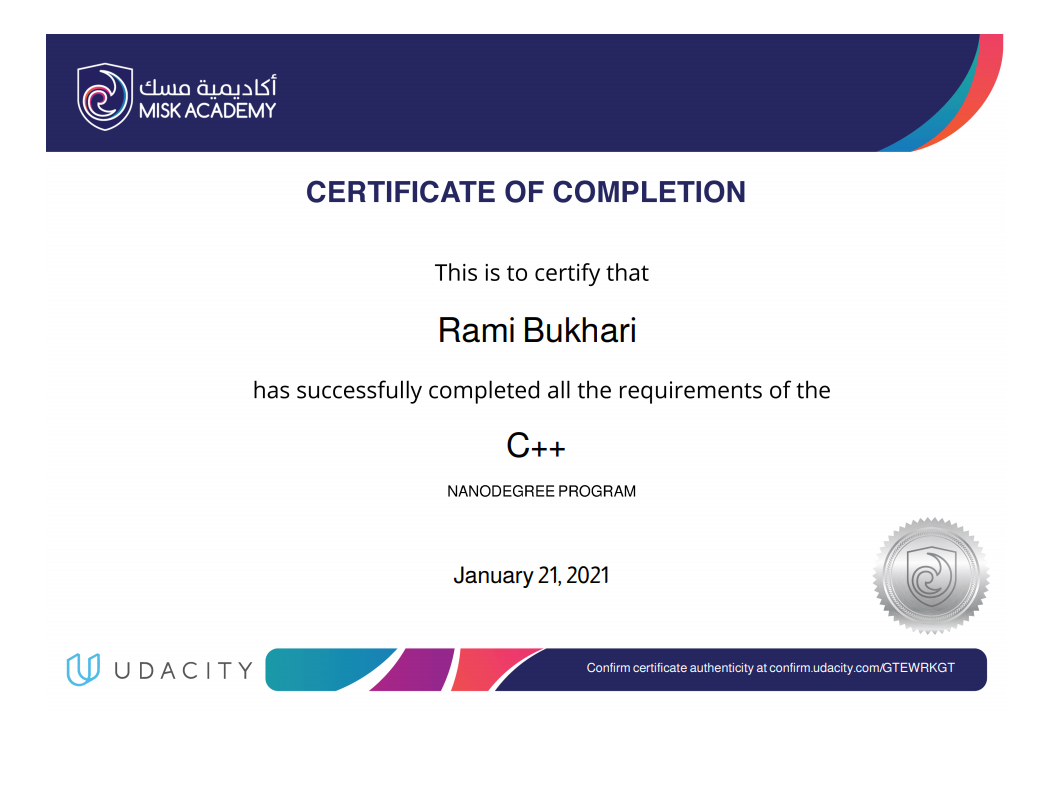 أكاديمية مسك
MISK ACADEMY
CERTIFICATE OF COMPLETION
This is to certify that
Rami Bukhari
has successfully completed all the requirements of the
C++
NANODEGREE PROGRAM
January 21, 2021
UDACITY
Confirm certificate authenticity at confirm.udacity.com/GTEWRKGT